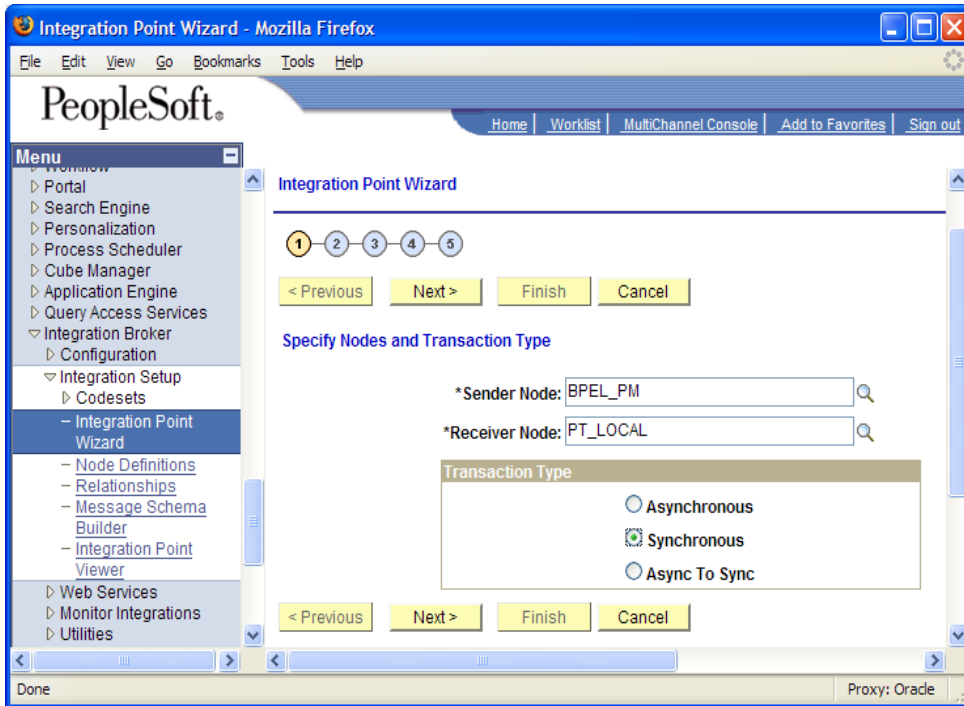 Integration Point Wizard - Mozilla Firefox
File Edit View Go Bookmarks Tools Help
PeopleSoft®
Home Worklist MultiChannel Console Add to Favorites Sign out
Menu
Workflow
Portal
Search Engine
Personalization
Process Scheduler
Cube Manager
Application Engine
Query Access Services
Integration Broker
Configuration
Integration Setup
Codesets
Integration Point
Wizard
Node Definitions
Relationships
Message Schema
Builder
Integration Point
Viewer
Web Services
Monitor Integrations
Utilities
Integration Point Wizard
1 2 3 4 5
< Previous Next > Finish Cancel
Specify Nodes and Transaction Type
*Sender Node: BPEL_PM
*Receiver Node: PT_LOCAL
Transaction Type
Asynchronous
Synchronous
Async To Sync
< Previous Next > Finish Cancel
Done Proxy: Oracle